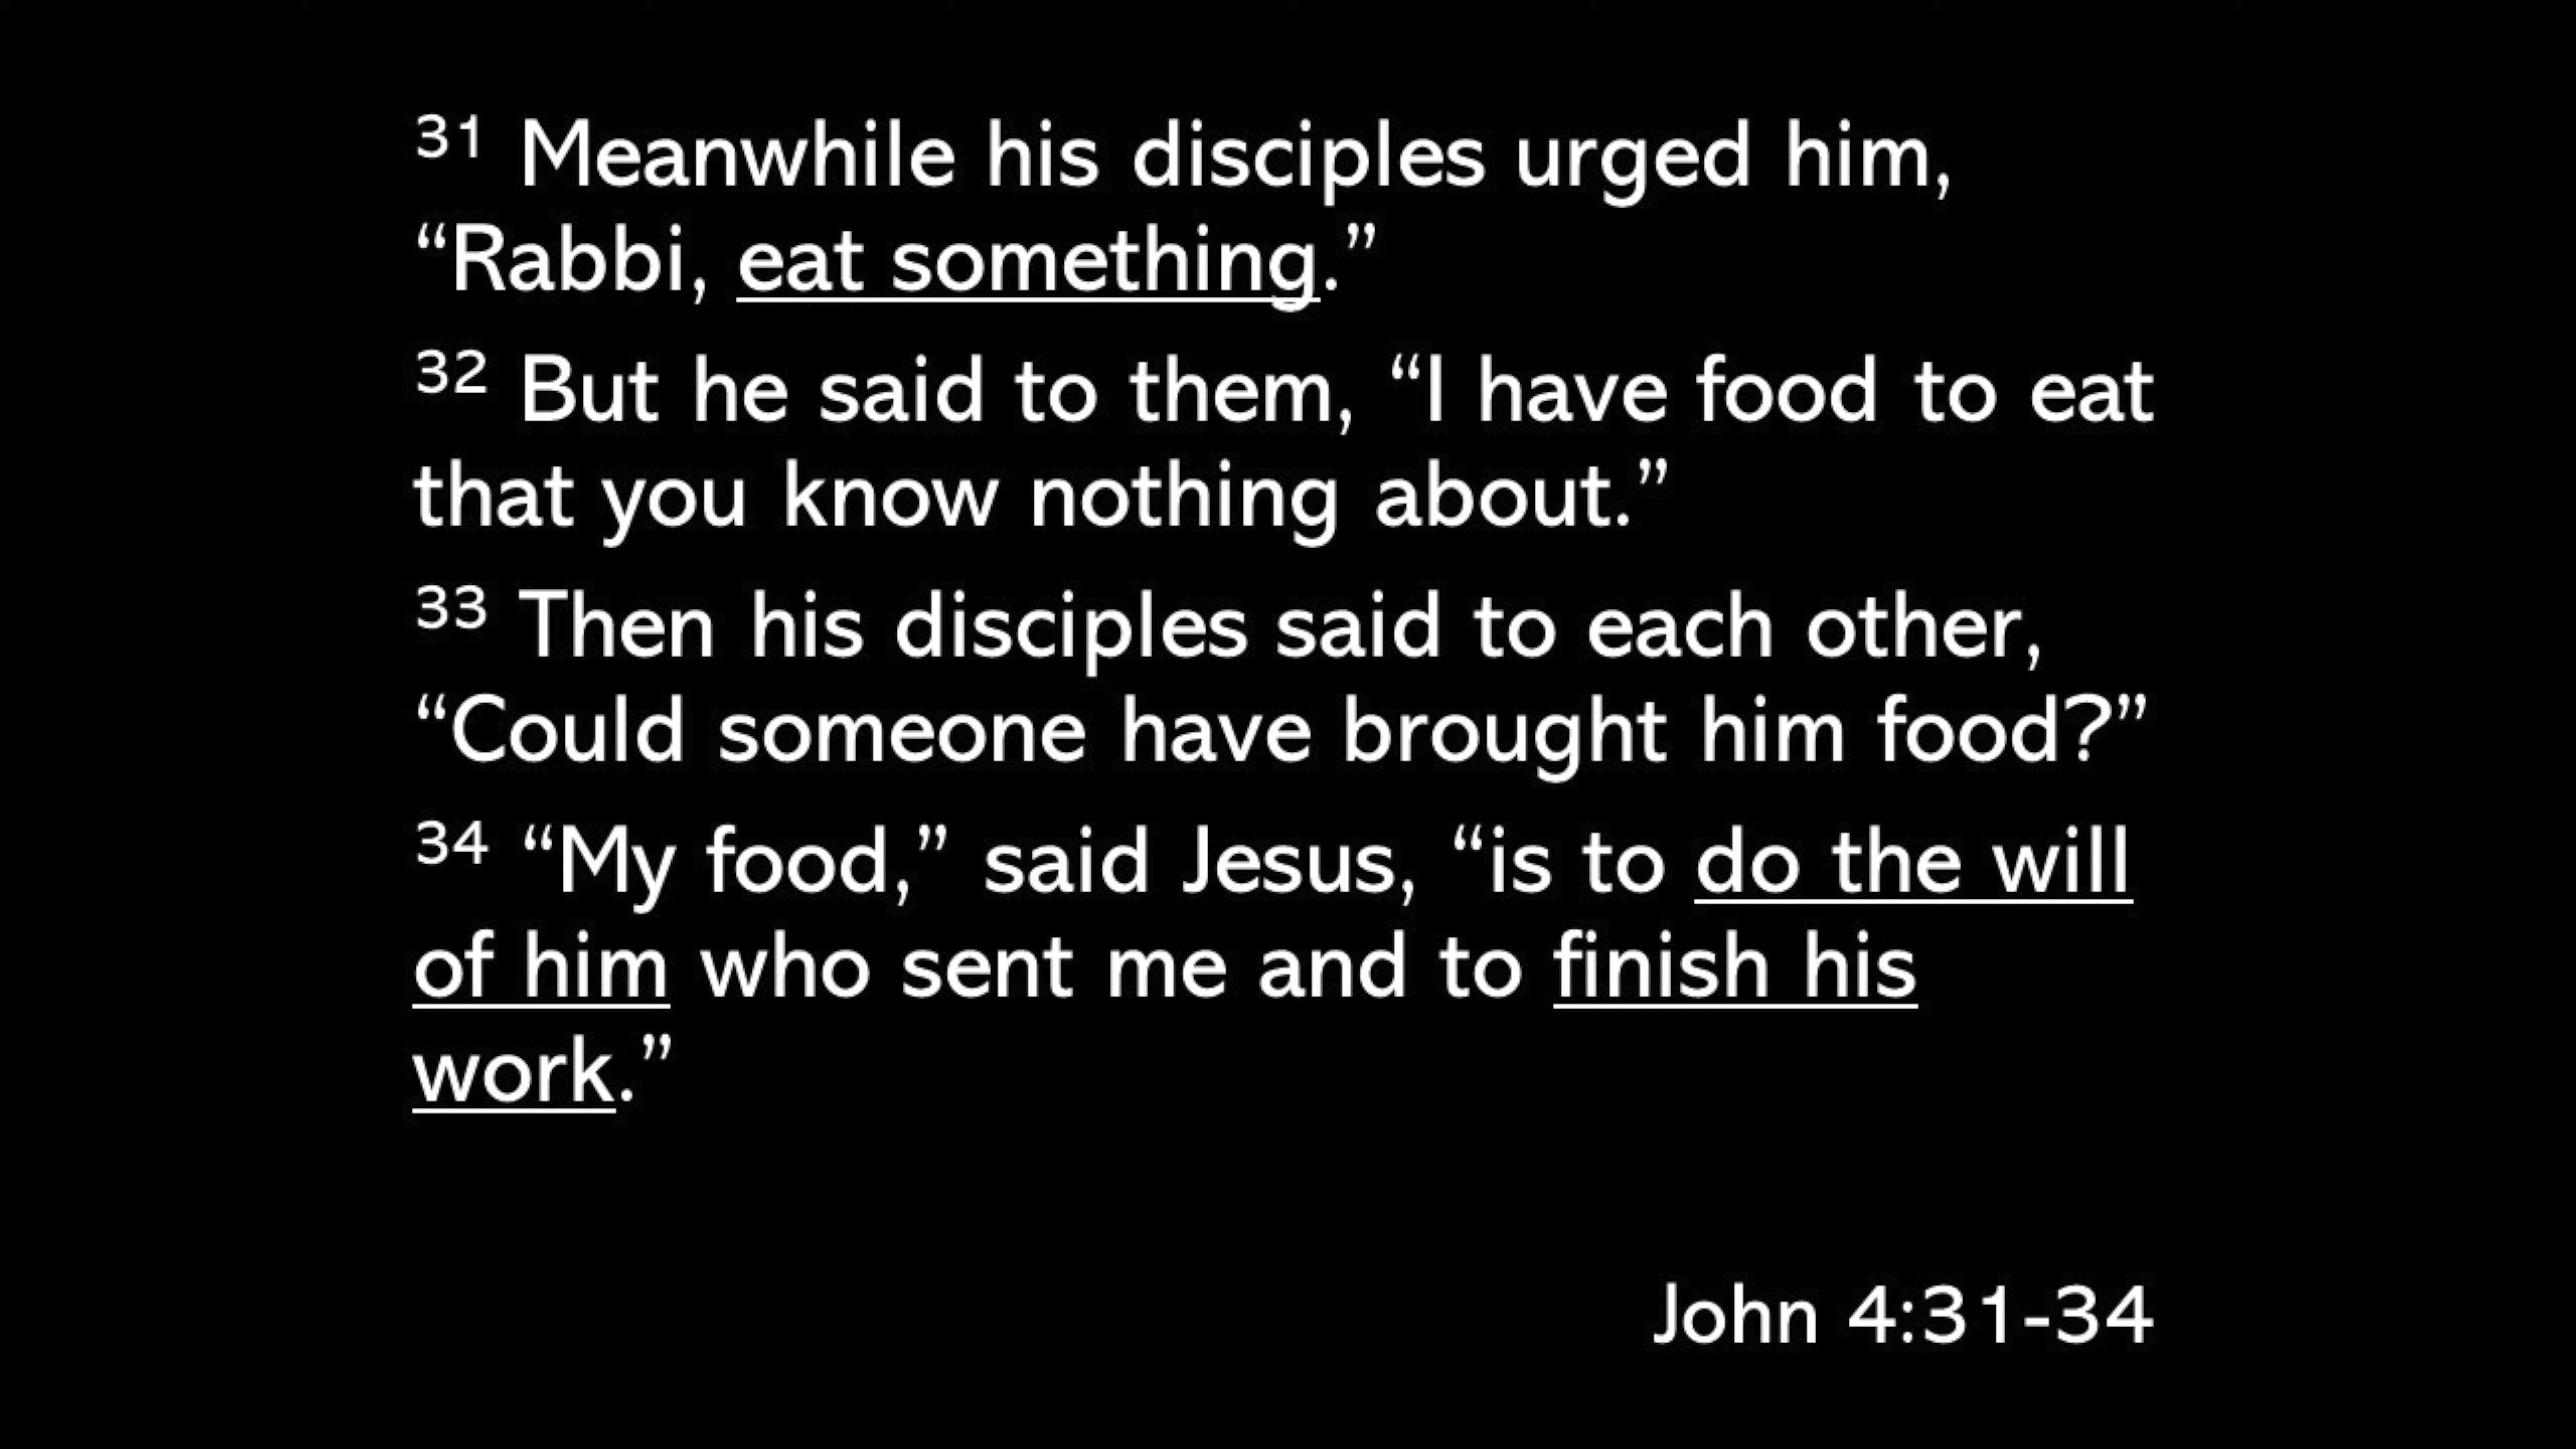 31 Meanwhile his disciples urged him,
“Rabbi, eat something.”
32 But he said to them, “I have food to eat
that you know nothing about.”
33 Then his disciples said to each other,
“Could someone have brought him food?”
34 “My food,” said Jesus, “is to do the will
of him who sent me and to finish his
work.”
John 4:31-34